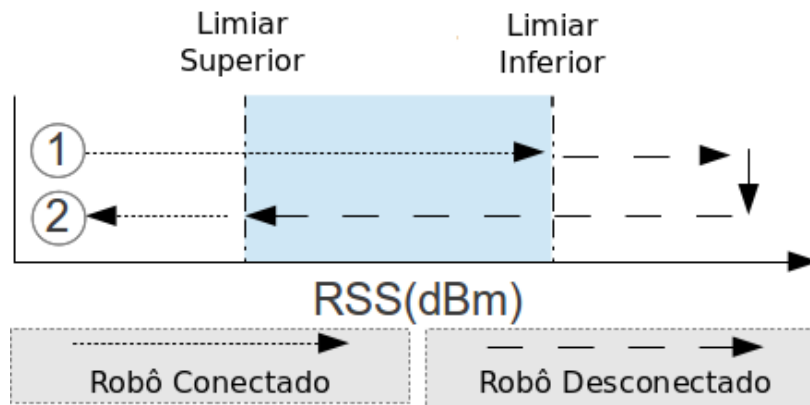 Limiar
Superior
Limiar
Inferior
1
2
RSS(dBm)
Robô Conectado
Robô Desconectado